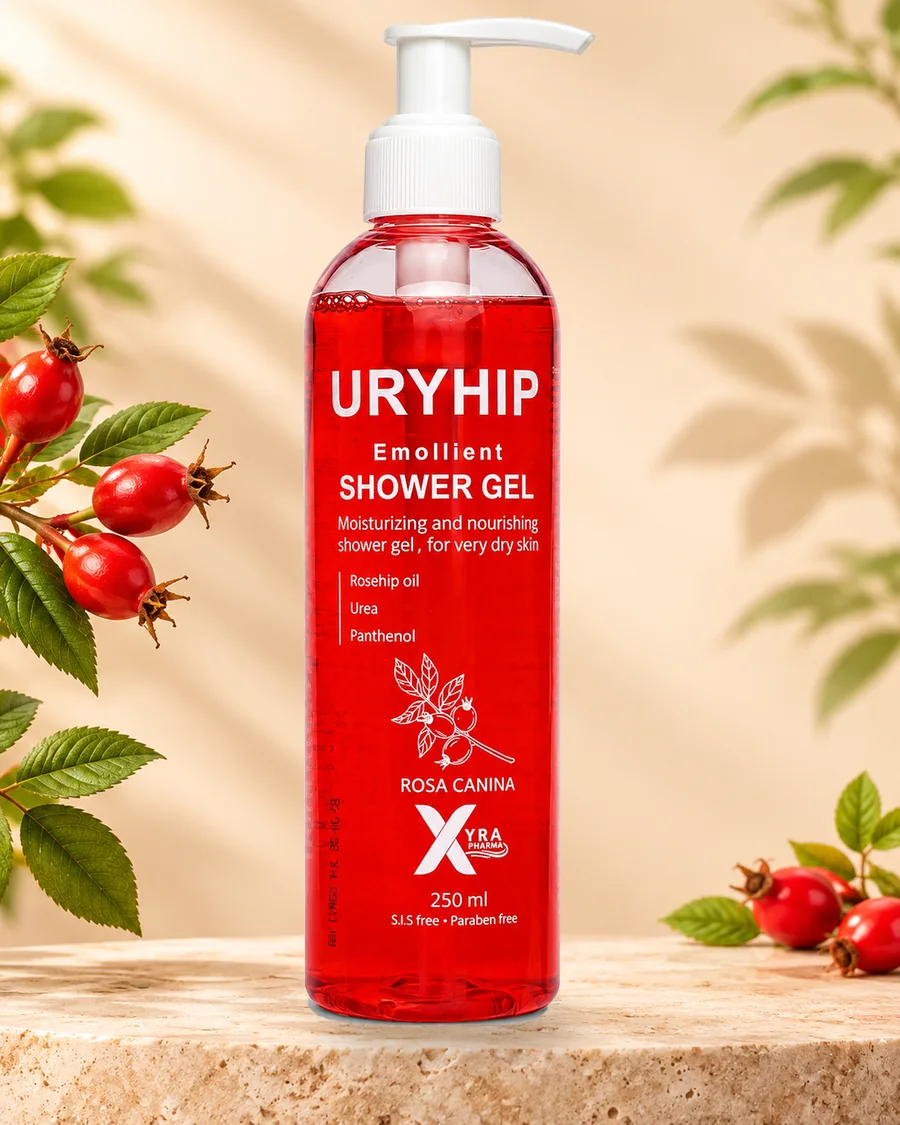 URYHIP
Emollient
SHOWER GEL
Moisturizing and nourishing
shower gel, for very dry skin
Rosehip oil
Urea
Panthenol
ROSA CANINA
XYRA
PHARMA
250 ml
S.I.S free • Paraben free